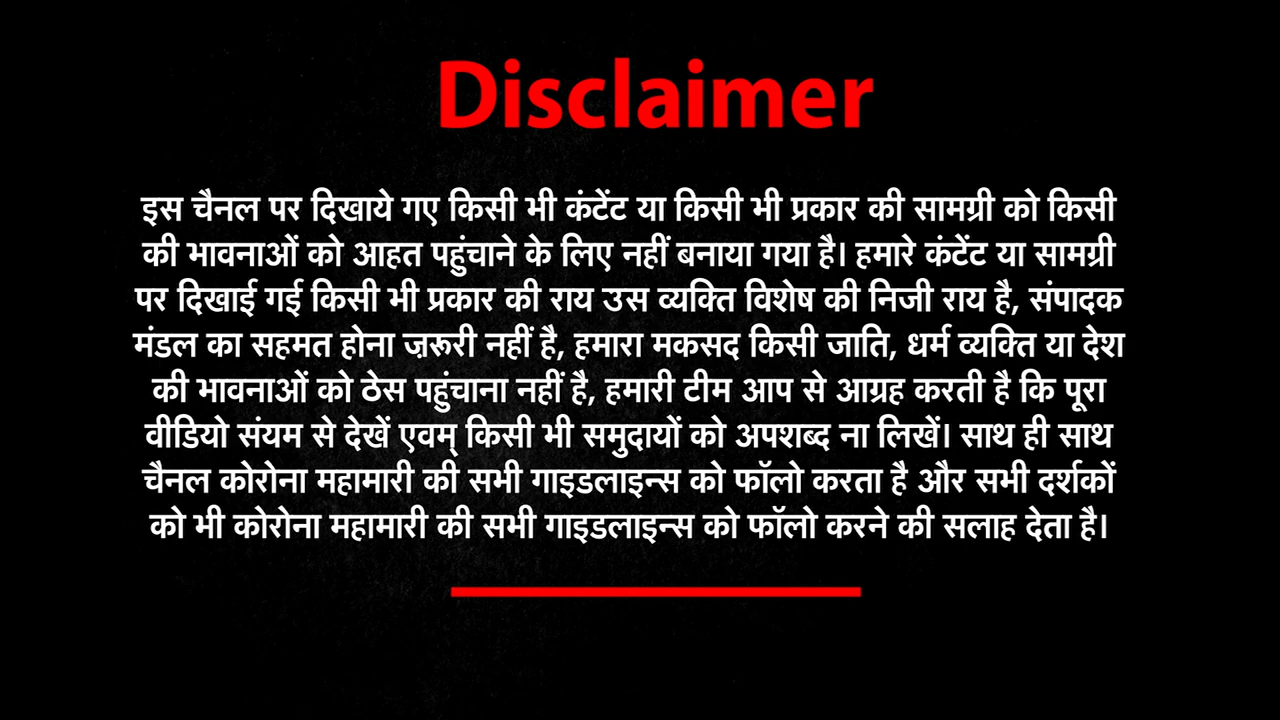 Disclaimer
इस चैनल पर दिखाये गए किसी भी कंटेंट या किसी भी प्रकार की सामग्री को किसी
की भावनाओं को आहत पहुंचाने के लिए नहीं बनाया गया है। हमारे कंटेंट या सामग्री
पर दिखाई गई किसी भी प्रकार की राय उस व्यक्ति विशेष की निजी राय है, संपादक
मंडल का सहमत होना ज़रूरी नहीं है, हमारा मकसद किसी जाति, धर्म व्यक्ति या देश
की भावनाओं को ठेस पहुंचाना नहीं है, हमारी टीम आप से आग्रह करती है कि पूरा
वीडियो संयम से देखें एवम् किसी भी समुदायों को अपशब्द ना लिखें। साथ ही साथ
चैनल कोरोना महामारी की सभी गाइडलाइन्स को फॉलो करता है और सभी दर्शकों
को भी कोरोना महामारी की सभी गाइडलाइन्स को फॉलो करने की सलाह देता है।